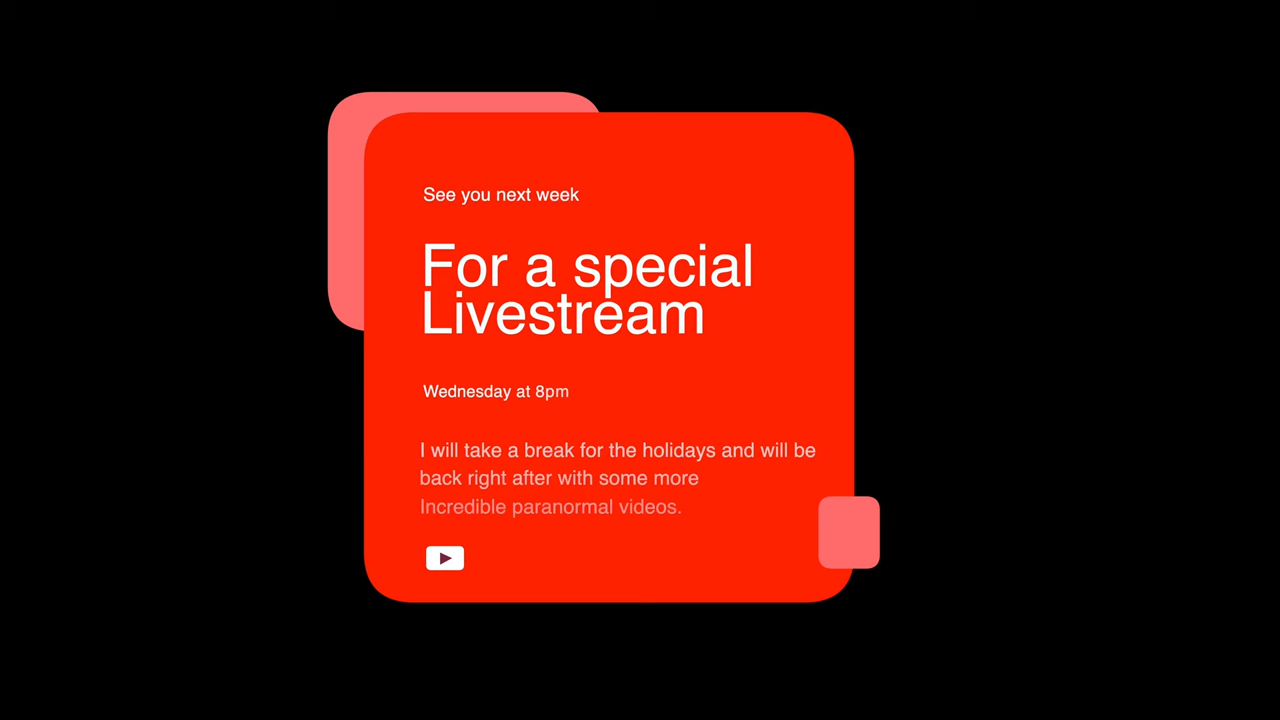 See you next week
For a special
Livestream
Wednesday at 8pm
I will take a break for the holidays and will be
back right after with some more
Incredible paranormal videos.